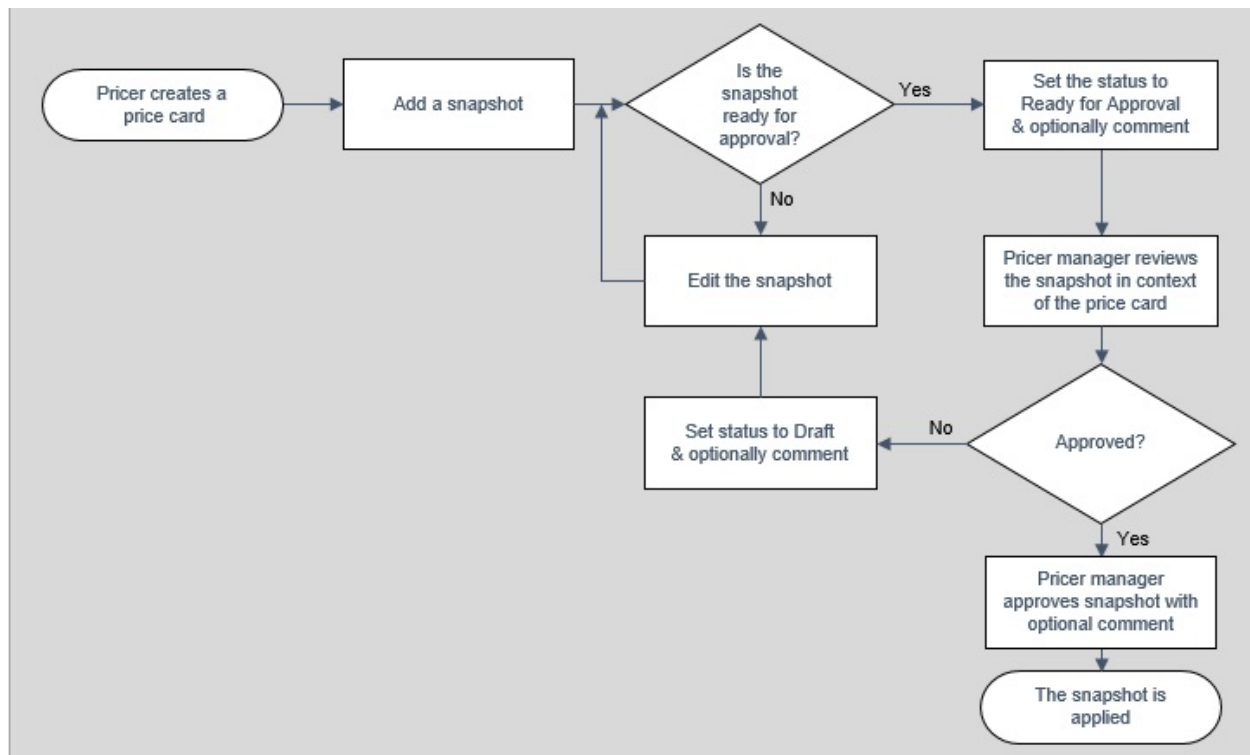 Pricer creates a
price card
Add a snapshot
Is the
snapshot
ready for
approval?
Yes
Set the status to
Ready for Approval
& optionally comment
No
Edit the snapshot
Pricer manager reviews
the snapshot in context
of the price card
Set status to Draft
& optionally comment
No
Approved?
Yes
Pricer manager
approves snapshot with
optional comment
The snapshot is
applied